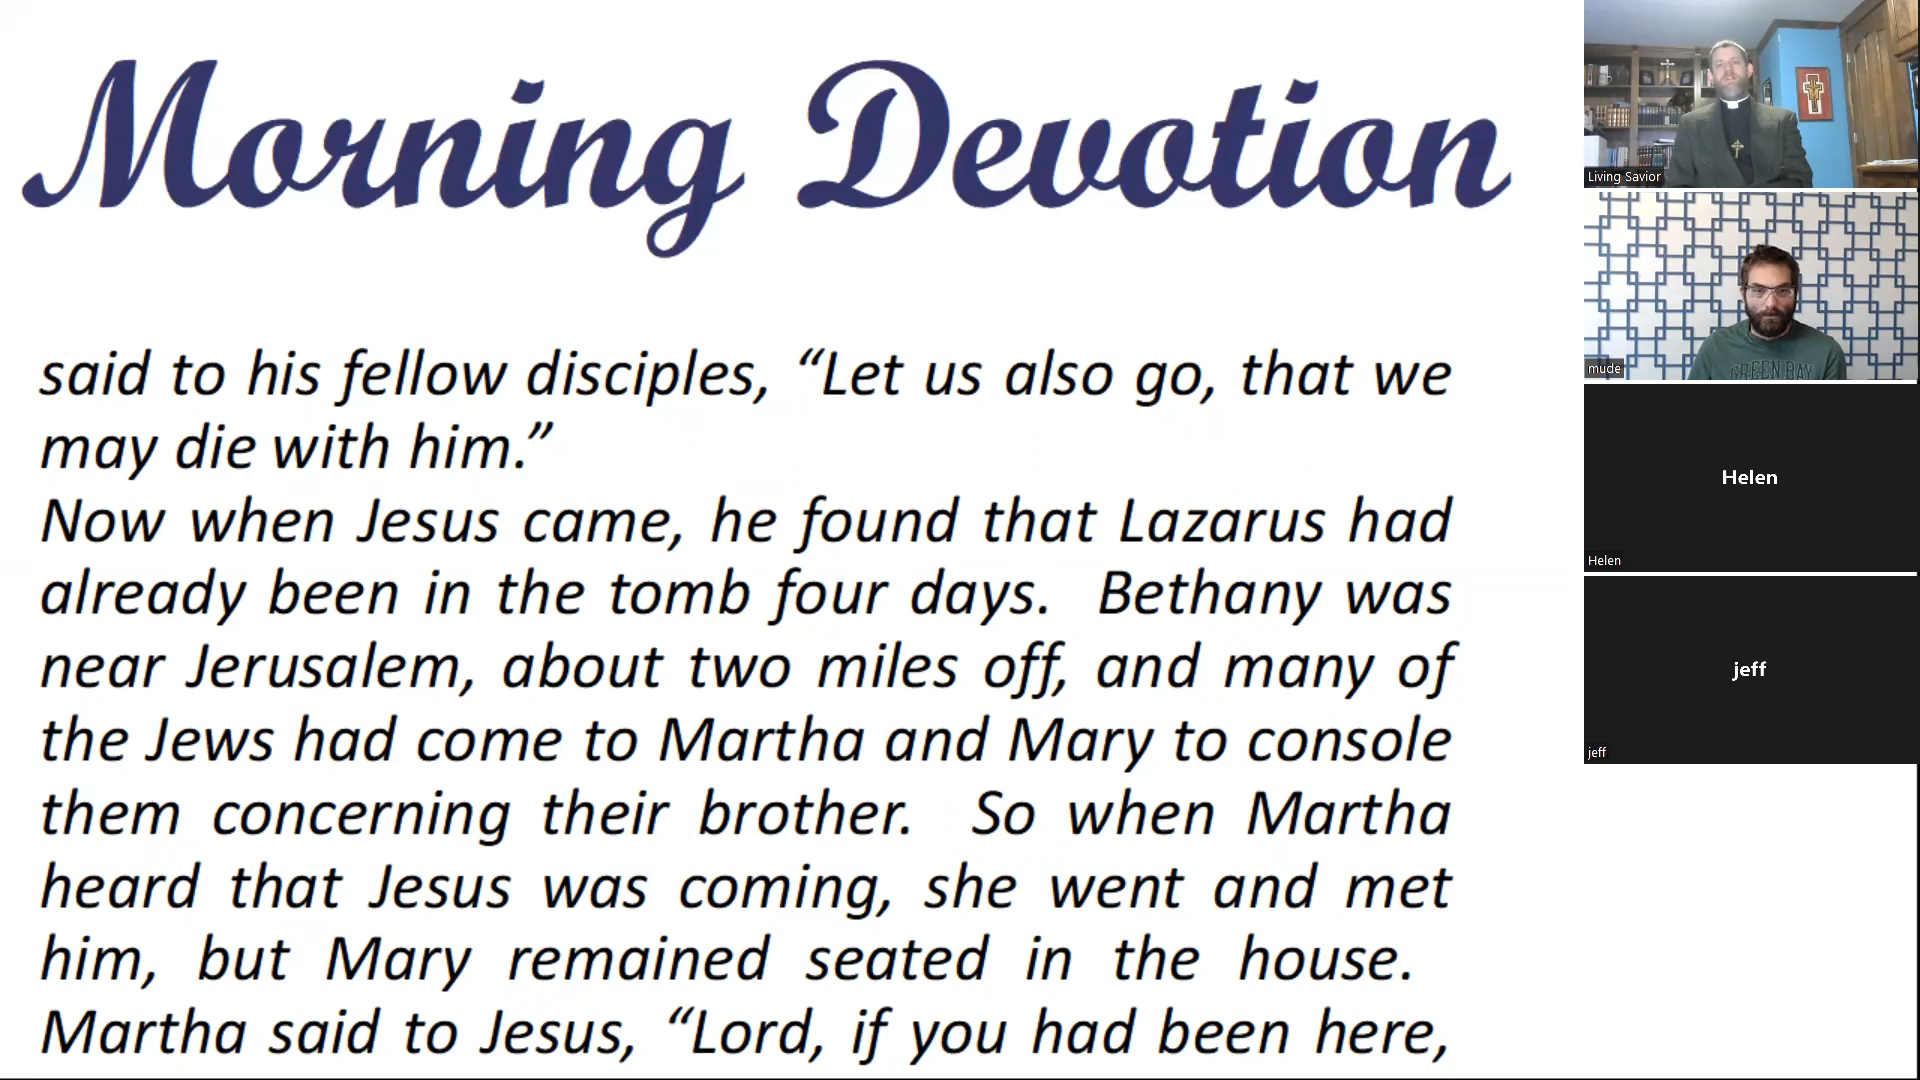 Morning Devotion
said to his fellow disciples, “Let us also go, that we
may die with him.”
Now when Jesus came, he found that Lazarus had
already been in the tomb four days.  Bethany was
near Jerusalem, about two miles off, and many of
the Jews had come to Martha and Mary to console
them concerning their brother.  So when Martha
heard that Jesus was coming, she went and met
him, but Mary remained seated in the house.
Martha said to Jesus, “Lord, if you had been here,
Living Savior
GREEN BAY
mude
Helen
Helen
jeff
jeff